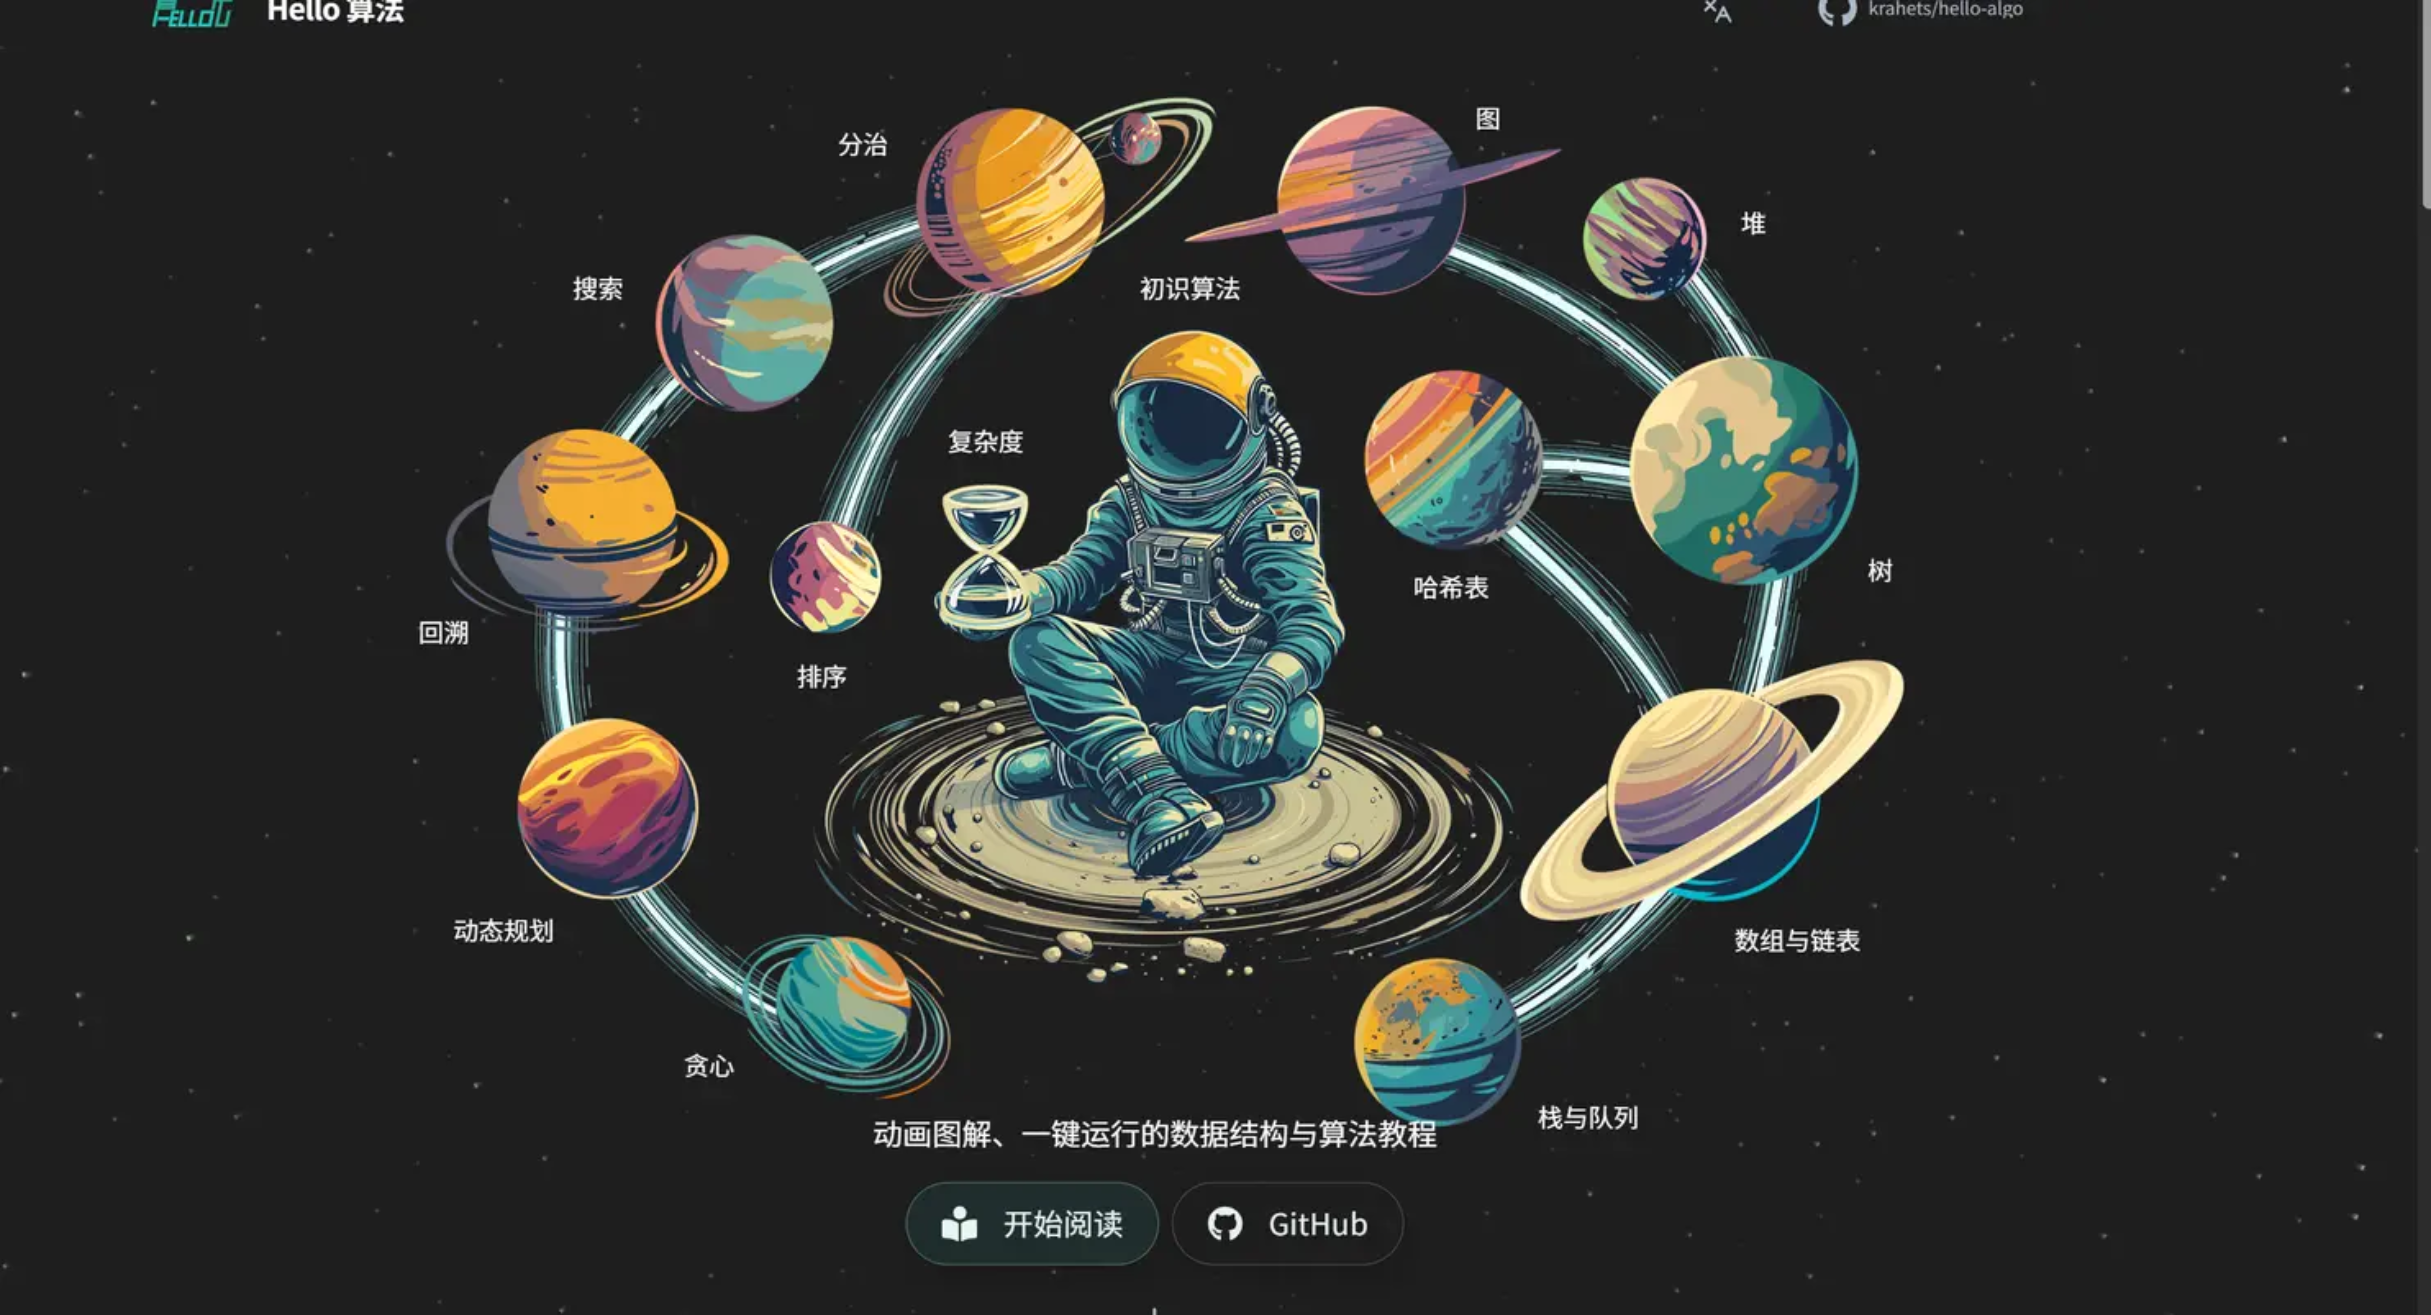 Hello 算法
krahets/hello-algo
图
分治
堆
搜索
初识算法
复杂度
树
哈希表
回溯
排序
动态规划
数组与链表
贪心
栈与队列
动画图解、一键运行的数据结构与算法教程
开始阅读
GitHub